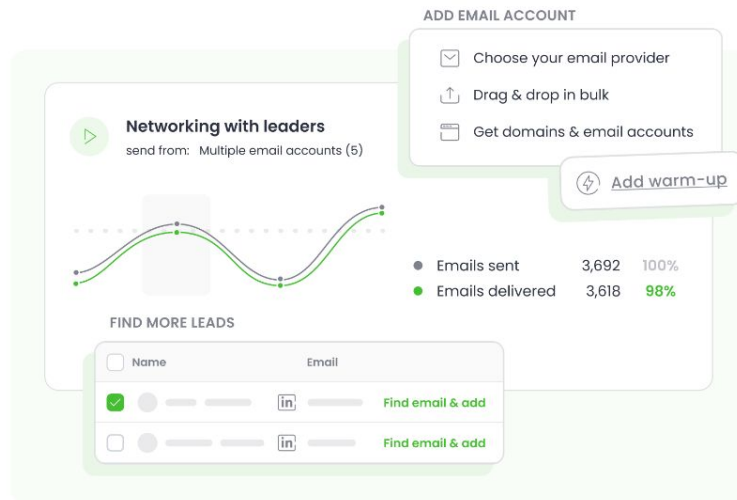 ADD EMAIL ACCOUNT
Choose your email provider
Drag & drop in bulk
Get domains & email accounts
Add warm-up
Networking with leaders
send from: Multiple email accounts (5)
Emails sent 3,692 100%
Emails delivered 3,618 98%
FIND MORE LEADS
Name Email
in Find email & add
in Find email & add